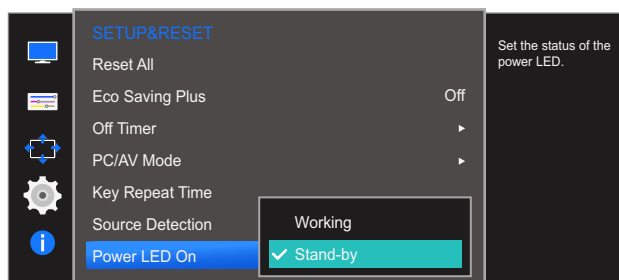 SETUP&RESET
Reset All
Eco Saving Plus Off
Off Timer
PC/AV Mode
Key Repeat Time
Source Detection
Power LED On
Working
Stand-by
Set the status of the
power LED.